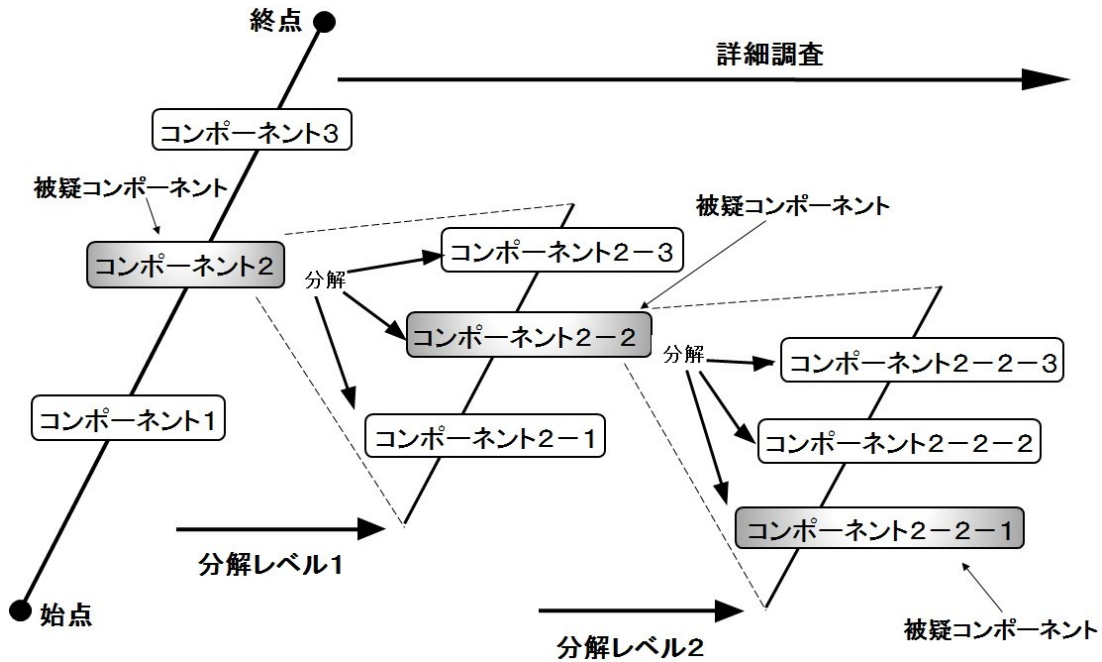 終点
詳細調査
コンポーネント3
被疑コンポーネント
被疑コンポーネント
コンポーネント2
コンポーネント2-3
分解
コンポーネント2-2
分解
コンポーネント2-2-3
コンポーネント1
コンポーネント2-1
コンポーネント2-2-2
コンポーネント2-2-1
分解レベル1
始点
分解レベル2
被疑コンポーネント